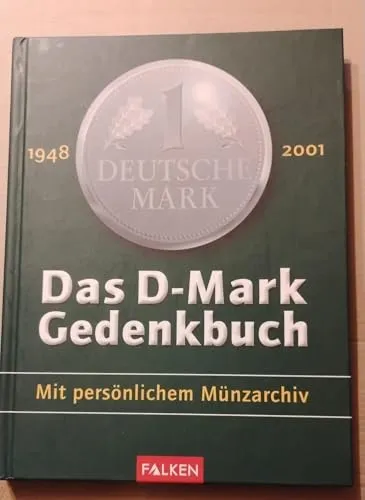 1
1948
DEUTSCHE
2001
MARK
Das D-Mark
Gedenkbuch
Mit persönlichem Münzarchiv
FALKEN